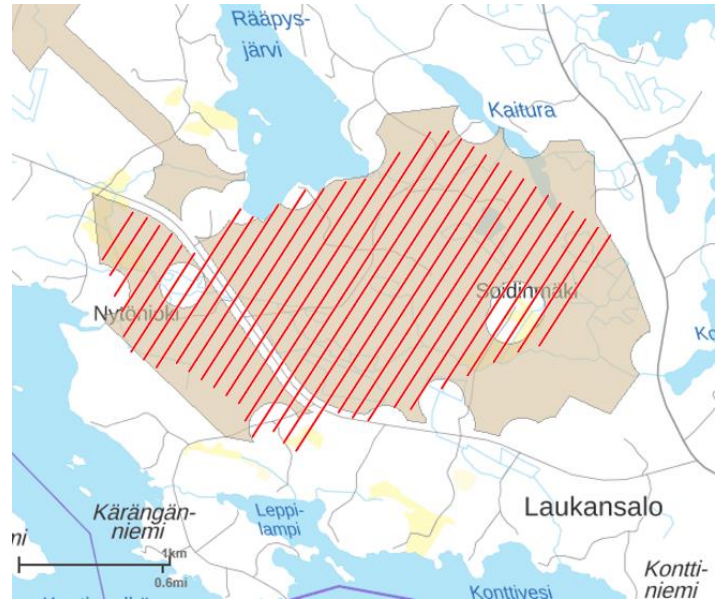 Rääpys-
järvi
Kaitura
Soidinmäki
Nytönjoki
Laukansalo
Kärängän-
niemi
Leppi-
lampi
1km
0.6mi
Konttivesi
Kontti-
niemi